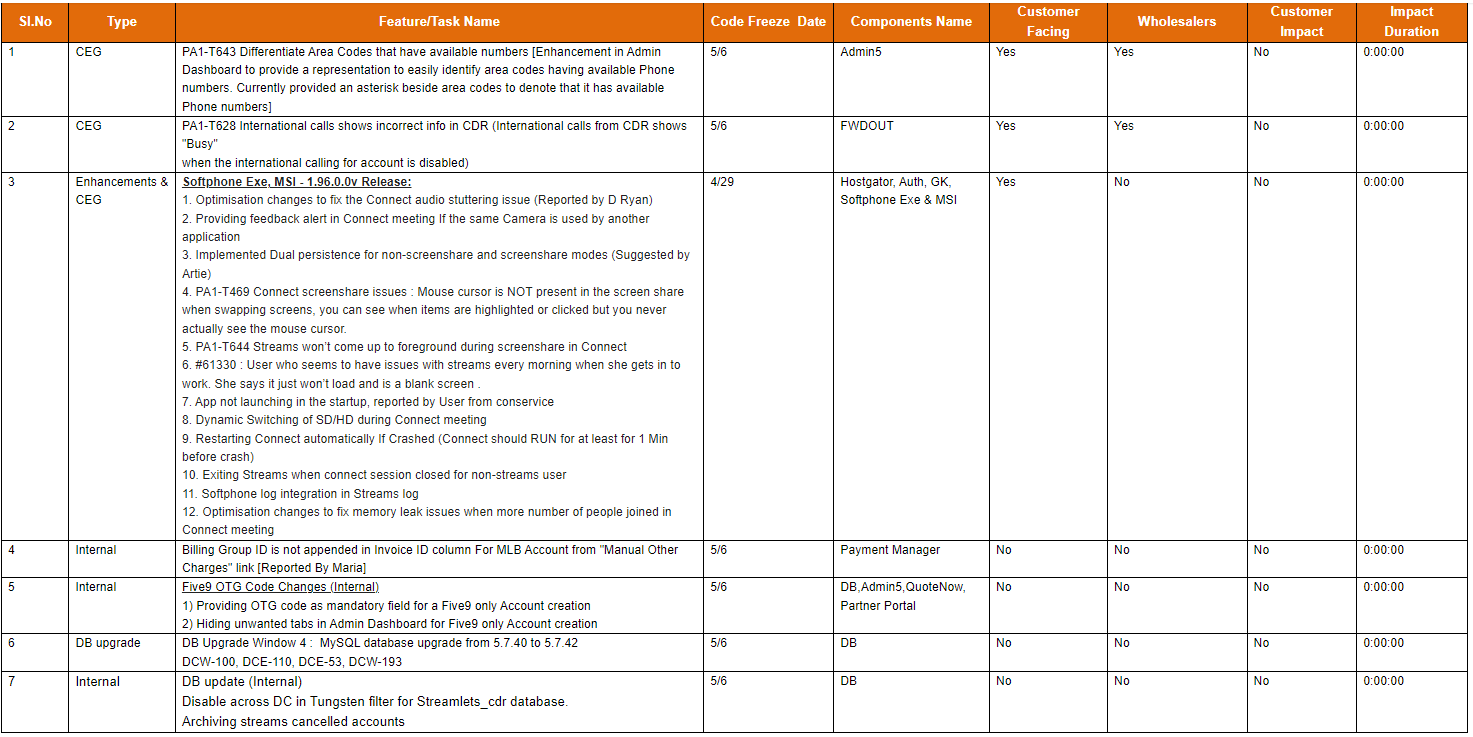 Sl.No Type Feature/Task Name Code Freeze Date Components Name Customer Facing Wholesalers Customer Impact Impact Duration
1 CEG PA1-T643 Differentiate Area Codes that have available numbers [Enhancement in Admin 5/6 Admin5 Yes Yes No 0:00:00
Dashboard to provide a representation to easily identify area codes having available Phone
numbers. Currently provided an asterisk beside area codes to denote that it has available
Phone numbers]
2 CEG PA1-T628 International calls shows incorrect info in CDR (International calls from CDR shows 5/6 FWDOUT Yes Yes No 0:00:00
"Busy"
when the international calling for account is disabled)
3 Enhancements & Softphone Exe, MSI - 1.96.0.0v Release: 4/29 Hostgator, Auth, GK, Yes No No 0:00:00
CEG 1. Optimisation changes to fix the Connect audio stuttering issue (Reported by D Ryan) Softphone Exe & MSI
2. Providing feedback alert in Connect meeting If the same Camera is used by another
application
3. Implemented Dual persistence for non-screenshare and screenshare modes (Suggested by
Artie)
4. PA1-T469 Connect screenshare issues : Mouse cursor is NOT present in the screen share
when swapping screens, you can see when items are highlighted or clicked but you never
actually see the mouse cursor.
5. PA1-T644 Streams won't come up to foreground during screenshare in Connect
6. #61330 : User who seems to have issues with streams every morning when she gets in to
work. She says it just won't load and is a blank screen .
7. App not launching in the startup, reported by User from conservice
8. Dynamic Switching of SD/HD during Connect meeting
9. Restarting Connect automatically If Crashed (Connect should RUN for at least for 1 Min
before crash)
10. Exiting Streams when connect session closed for non-streams user
11. Softphone log integration in Streams log
12. Optimisation changes to fix memory leak issues when more number of people joined in
Connect meeting
4 Internal Billing Group ID is not appended in Invoice ID column For MLB Account from "Manual Other 5/6 Payment Manager No No No 0:00:00
Charges" link [Reported By Maria]
5 Internal Five9 OTG Code Changes (Internal) 5/6 DB,Admin5,QuoteNow, No No No 0:00:00
1) Providing OTG code as mandatory field for a Five9 only Account creation Partner Portal
2) Hiding unwanted tabs in Admin Dashboard for Five9 only Account creation
6 DB upgrade DB Upgrade Window 4 : MySQL database upgrade from 5.7.40 to 5.7.42 5/6 DB No No No 0:00:00
DCW-100, DCE-110, DCE-53, DCW-193
7 Internal DB update (Internal) 5/6 DB No No No 0:00:00
Disable across DC in Tungsten filter for Streamlets_cdr database.
Archiving streams cancelled accounts